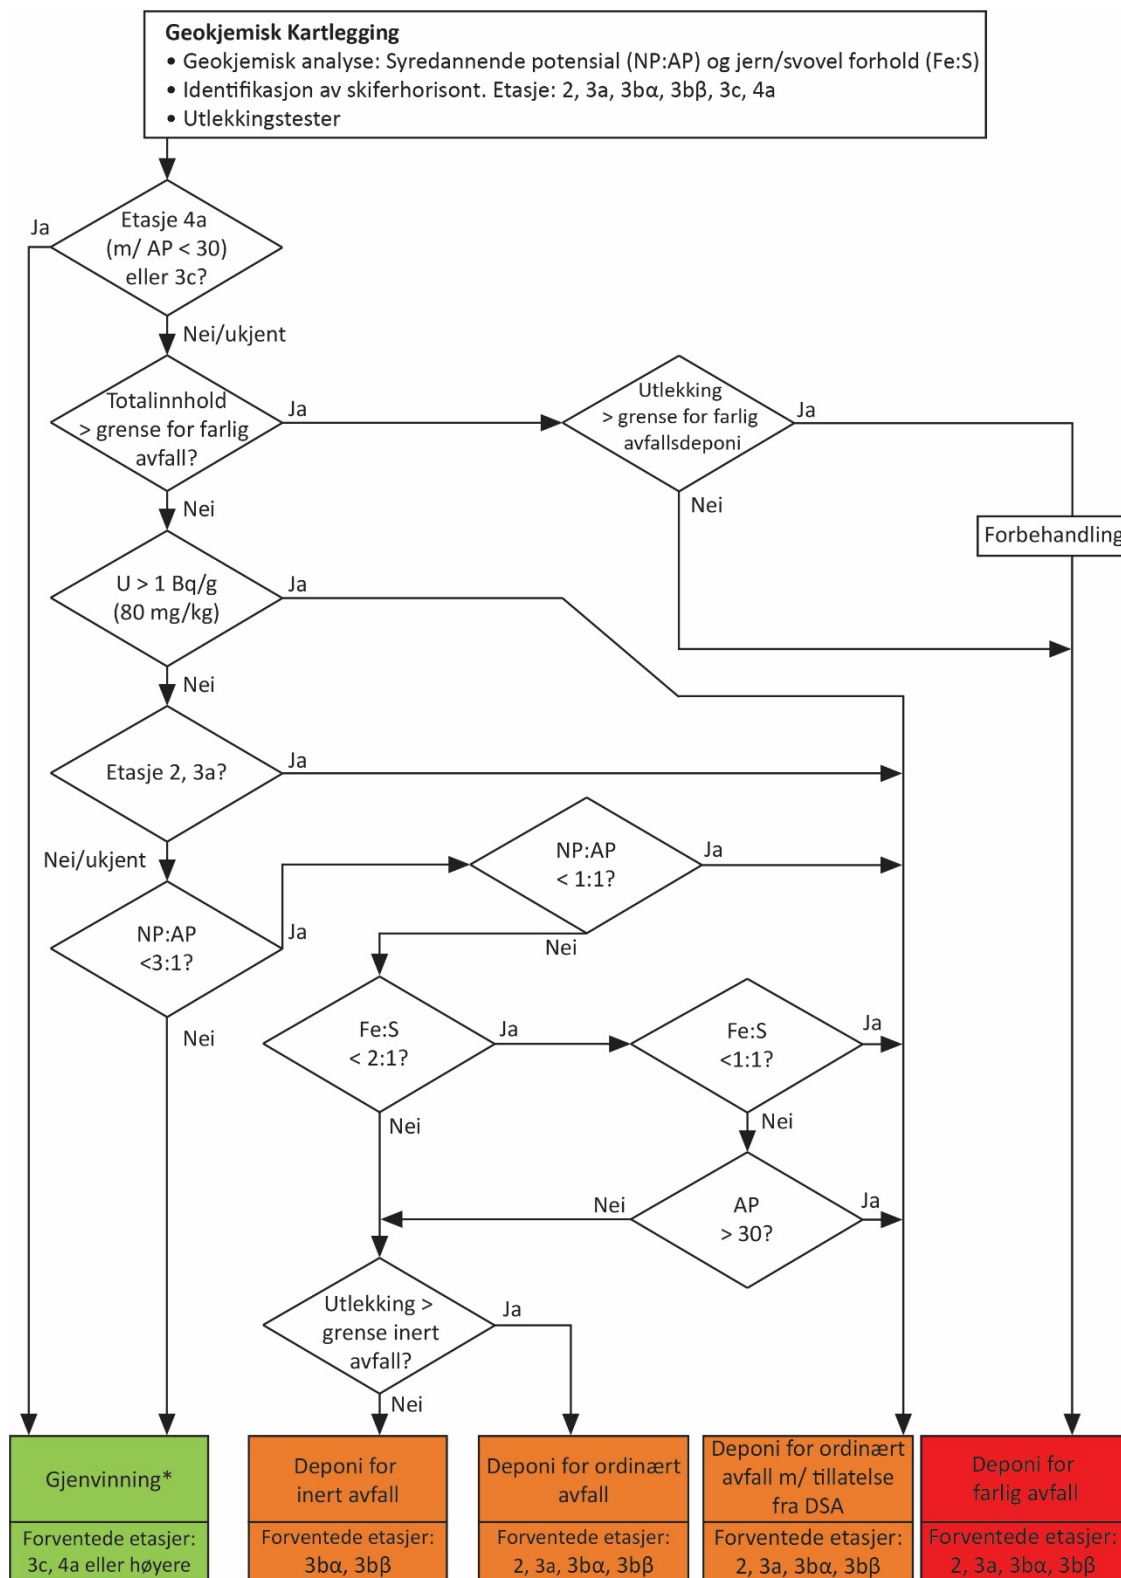 Geokjemisk Kartlegging
• Geokjemisk analyse: Syredannende potensial (NP:AP) og jern/svovel forhold (Fe:S)
• Identifikasjon av skiferhorisont. Etasje: 2, 3a, 3bα, 3bβ, 3c, 4a
• Utlekkingstester
Ja
Etasje 4a
(m/ AP < 30)
eller 3c?
Nei/ukjent
Totalinnhold
> grense for farlig
avfall?
Ja
Utlekking
> grense for farlig
avfallsdeponi
Ja
Nei
Nei
Forbehandling
U > 1 Bq/g
(80 mg/kg)
Ja
Nei
Etasje 2, 3a?
Ja
Nei/ukjent
NP:AP
< 1:1?
Ja
NP:AP
<3:1?
Ja
Nei
Nei
Fe:S
< 2:1?
Ja
Fe:S
<1:1?
Ja
Nei
Nei
Nei
AP
> 30?
Ja
Utlekking >
grense inert
avfall?
Ja
Nei
Gjenvinning*
Forventede etasjer:
3c, 4a eller høyere
Deponi for
inert avfall
Forventede etasjer:
3bα, 3bβ
Deponi for ordinært
avfall
Forventede etasjer:
2, 3a, 3bα, 3bβ
Deponi for ordinært
avfall m/ tillatelse
fra DSA
Forventede etasjer:
2, 3a, 3bα, 3bβ
Deponi for
farlig avfall
Forventede etasjer:
2, 3a, 3bα, 3bβ